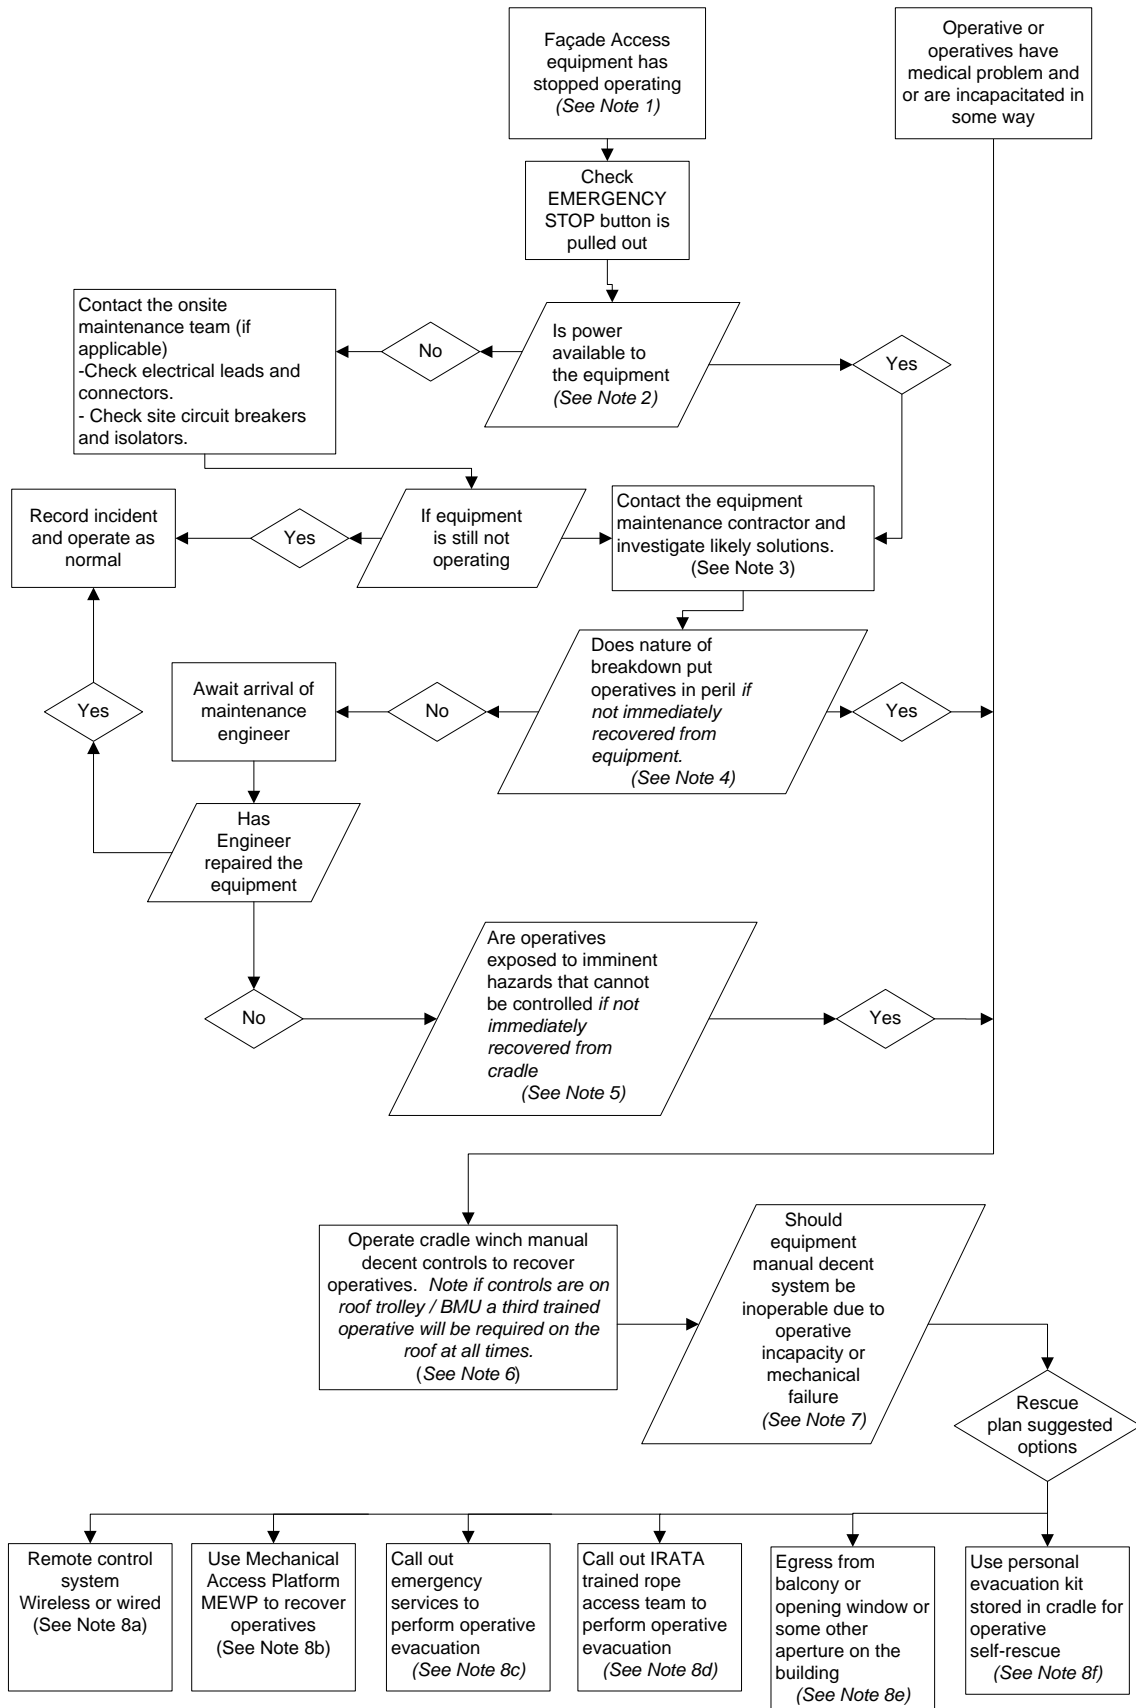 Façade Access
equipment has
stopped operating
(See Note 1)
Operative or
operatives have
medical problem and
or are incapacitated in
some way
Check
EMERGENCY
STOP button is
pulled out
Contact the onsite
maintenance team (if
applicable)
-Check electrical leads and
connectors.
- Check site circuit breakers
and isolators.
No
Is power
available to
the equipment
(See Note 2)
Yes
Record incident
and operate as
normal
Yes
If equipment
is still not
operating
Contact the equipment
maintenance contractor and
investigate likely solutions.
(See Note 3)
Does nature of
breakdown put
operatives in peril if
not immediately
recovered from
equipment.
(See Note 4)
Yes
Await arrival of
maintenance
engineer
No
Yes
Has
Engineer
repaired the
equipment
No
Are operatives
exposed to imminent
hazards that cannot
be controlled if not
immediately
recovered from
cradle
(See Note 5)
Yes
Operate cradle winch manual
decent controls to recover
operatives. Note if controls are on
roof trolley / BMU a third trained
operative will be required on the
roof at all times.
(See Note 6)
Should
equipment
manual decent
system be
inoperable due to
operative
incapacity or
mechanical
failure
(See Note 7)
Rescue
plan suggested
options
Remote control
system
Wireless or wired
(See Note 8a)
Use Mechanical
Access Platform
MEWP to recover
operatives
(See Note 8b)
Call out
emergency
services to
perform operative
evacuation
(See Note 8c)
Call out IRATA
trained rope
access team to
perform operative
evacuation
(See Note 8d)
Egress from
balcony or
opening window or
some other
aperture on the
building
(See Note 8e)
Use personal
evacuation kit
stored in cradle for
operative
self-rescue
(See Note 8f)